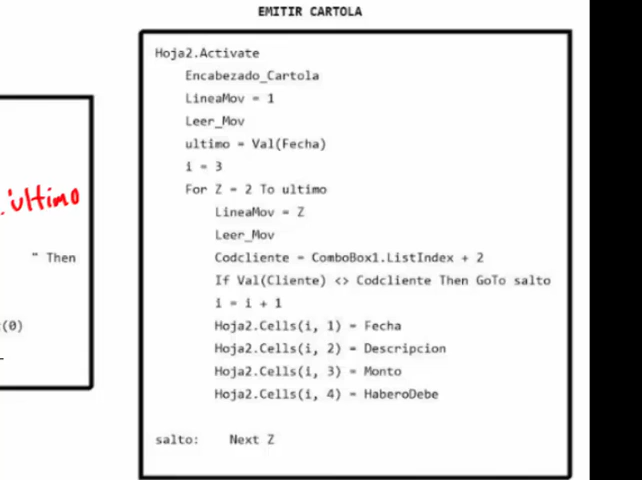 EMITIR CARTOLA
Hoja2.Activate
Encabezado_Cartola
LineaMov = 1
Leer_Mov
ultimo = Val(Fecha)
i = 3
For Z = 2 To ultimo
LineaMov = Z
Leer_Mov
Codcliente = ComboBox1.ListIndex + 2
If Val(Cliente) <> Codcliente Then GoTo salto
i = i + 1
Hoja2.Cells(i, 1) = Fecha
Hoja2.Cells(i, 2) = Descripcion
Hoja2.Cells(i, 3) = Monto
Hoja2.Cells(i, 4) = HaberoDebe
salto: Next Z
último
" Then
(0)